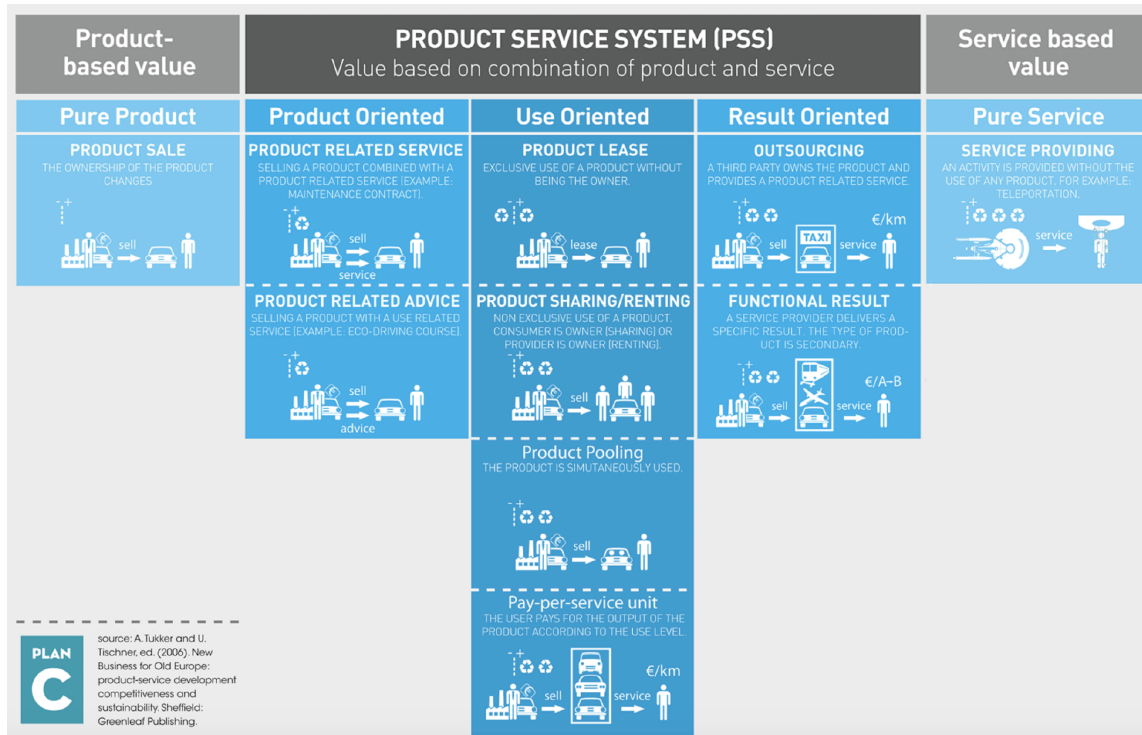 Product-
based value
PRODUCT SERVICE SYSTEM (PSS)
Value based on combination of product and service
Service based
value
Pure Product
Product Oriented
Use Oriented
Result Oriented
Pure Service
PRODUCT SALE
THE OWNERSHIP OF THE PRODUCT
CHANGES
- +
sell
PRODUCT RELATED SERVICE
SELLING A PRODUCT COMBINED WITH A
PRODUCT RELATED SERVICE (EXAMPLE:
MAINTENANCE CONTRACT).
- +
sell
service
PRODUCT LEASE
EXCLUSIVE USE OF A PRODUCT WITHOUT
BEING THE OWNER.
- +
lease
OUTSOURCING
A THIRD PARTY OWNS THE PRODUCT AND
PROVIDES A PRODUCT RELATED SERVICE.
- +
€/km
sell
TAXI
service
SERVICE PROVIDING
AN ACTIVITY IS PROVIDED WITHOUT THE
USE OF ANY PRODUCT, FOR EXAMPLE:
TELEPORTATION.
- +
service
PRODUCT RELATED ADVICE
SELLING A PRODUCT WITH A USE RELATED
SERVICE (EXAMPLE: ECO-DRIVING COURSE).
- +
sell
advice
PRODUCT SHARING/RENTING
NON EXCLUSIVE USE OF A PRODUCT.
CONSUMER IS OWNER (SHARING) OR
PROVIDER IS OWNER (RENTING).
- +
sell
FUNCTIONAL RESULT
A SERVICE PROVIDER DELIVERS A
SPECIFIC RESULT. THE TYPE OF PROD-
UCT IS SECONDARY.
- +
€/A–B
sell
service
Product Pooling
THE PRODUCT IS SIMUTANEOUSLY USED.
- +
sell
Pay-per-service unit
THE USER PAYS FOR THE OUTPUT OF THE
PRODUCT ACCORDING TO THE USE LEVEL.
- +
€/km
sell
service
PLAN
C
source: A.Tukker and U.
Tischner, ed. (2006). New
Business for Old Europe:
product-service development
competitiveness and
sustainability. Sheffield:
Greenleaf Publishing.